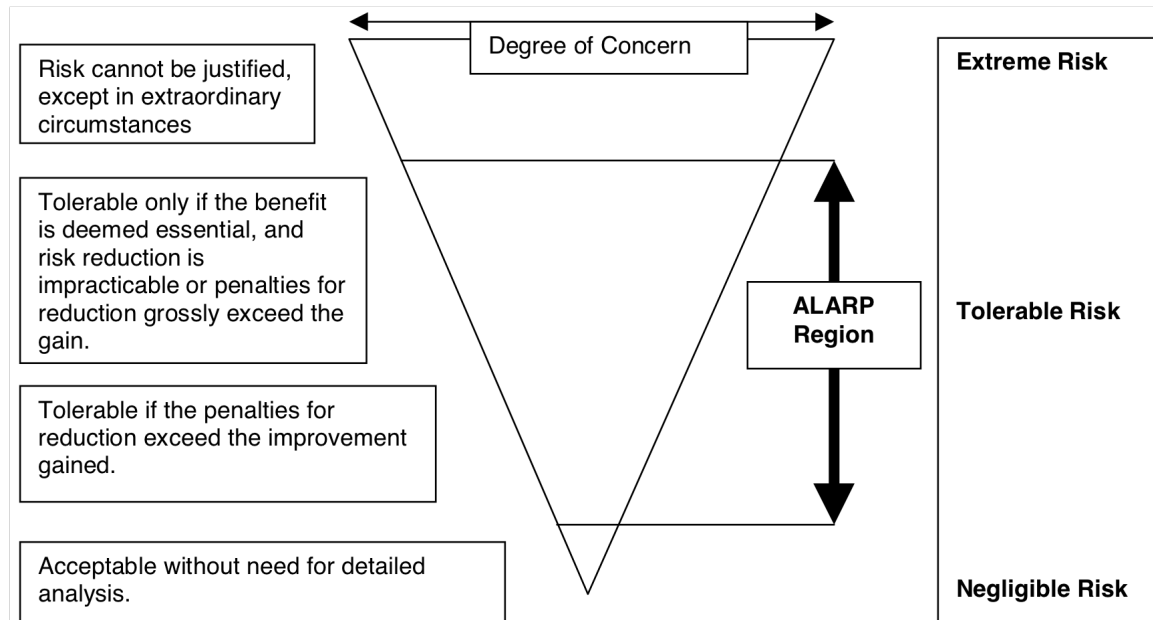 Degree of Concern
Risk cannot be justified,
except in extraordinary
circumstances
Extreme Risk
Tolerable only if the benefit
is deemed essential, and
risk reduction is
impracticable or penalties for
reduction grossly exceed the
gain.
ALARP
Region
Tolerable Risk
Tolerable if the penalties for
reduction exceed the improvement
gained.
Acceptable without need for detailed
analysis.
Negligible Risk